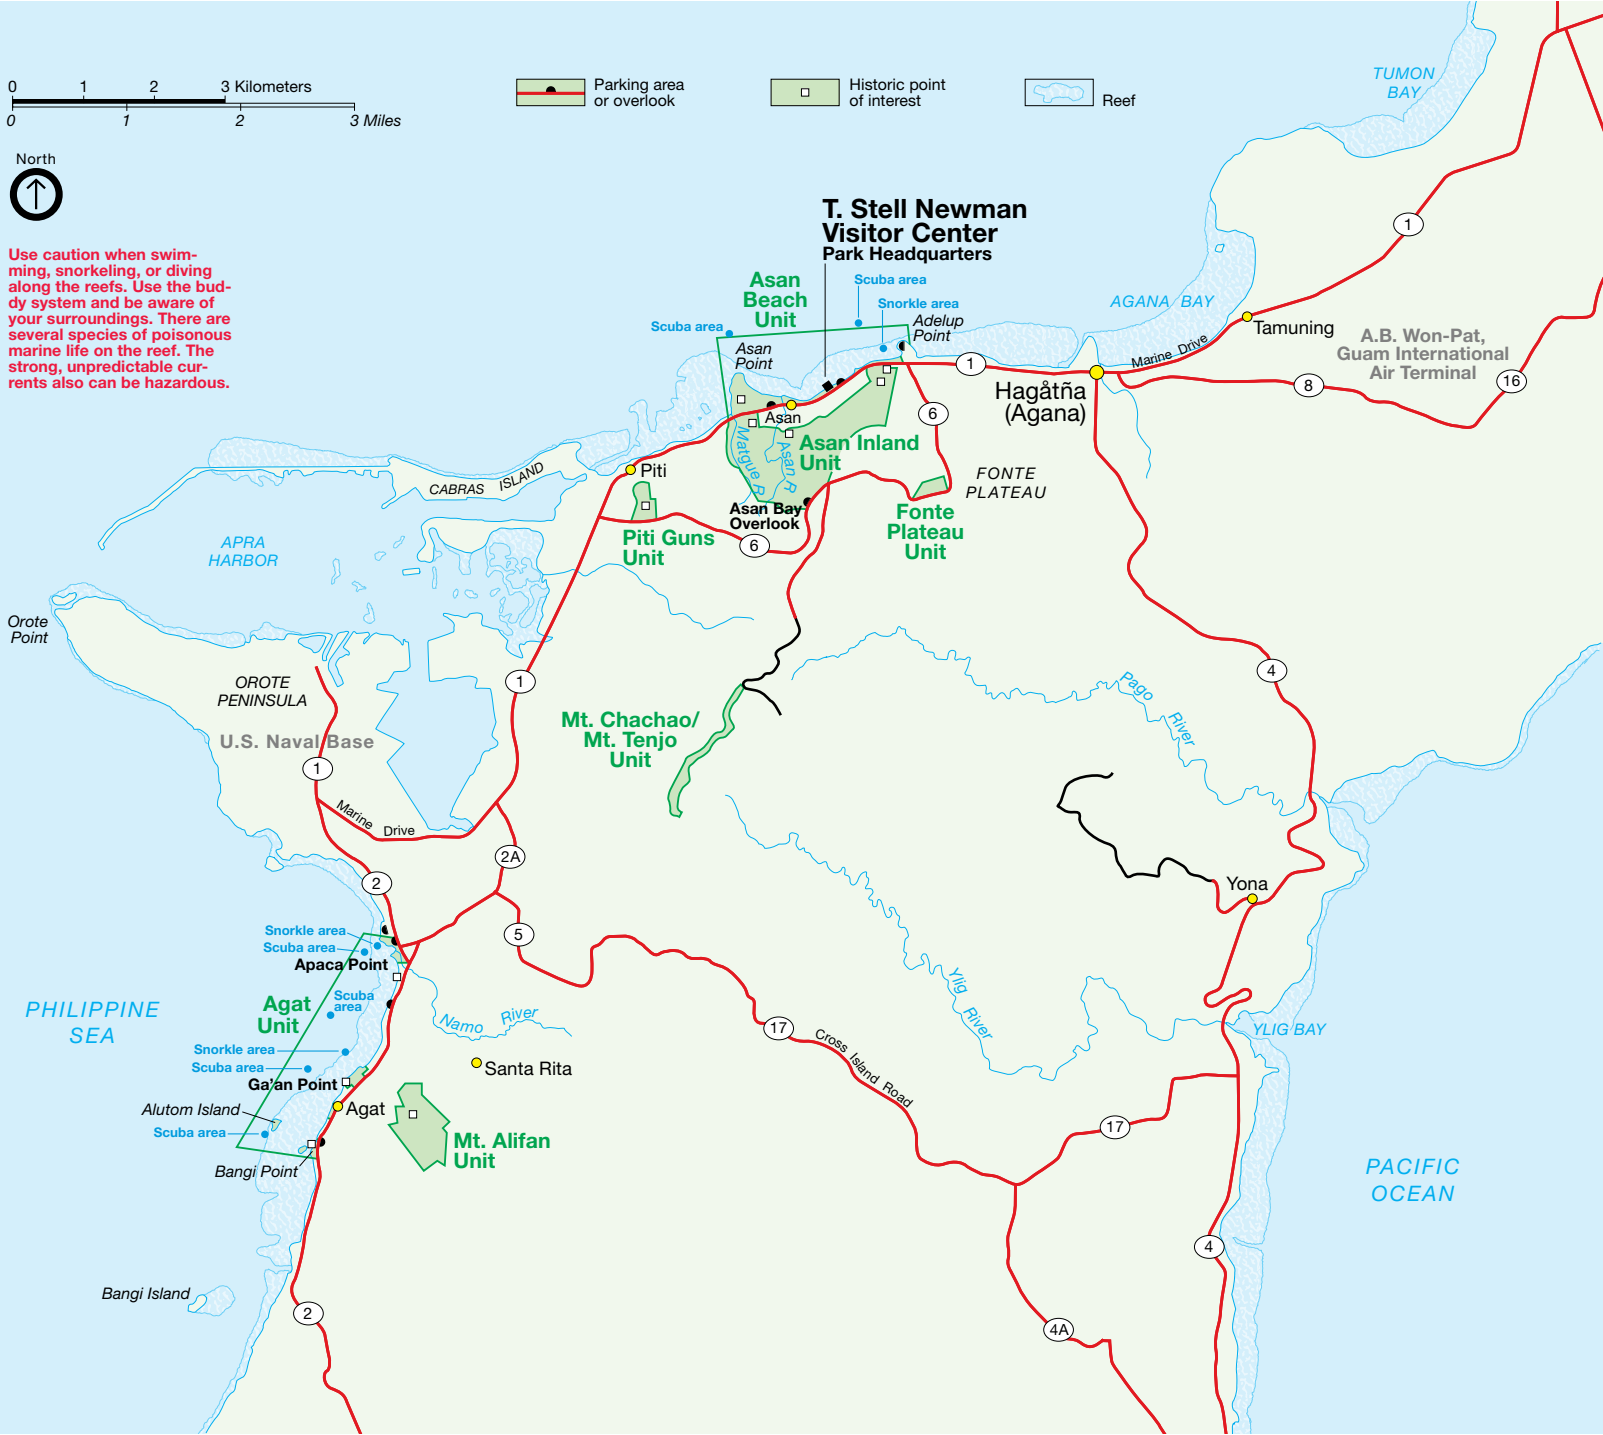 0 1 2 3 Kilometers
0 1 2 3 Miles
North
Parking area
or overlook
Historic point
of interest
Reef
Use caution when swim-
ming, snorkeling, or diving
along the reefs. Use the bud-
dy system and be aware of
your surroundings. There are
several species of poisonous
marine life on the reef. The
strong, unpredictable cur-
rents also can be hazardous.
TUMON
BAY
1
T. Stell Newman
Visitor Center
Park Headquarters
Asan
Beach
Unit
Scuba area
Snorkle area
Scuba area
Adelup
Point
Asan
Point
AGANA BAY
Tamuning
Marine Drive
A.B. Won-Pat,
Guam International
Air Terminal
1
8
16
Hagåtña
(Agana)
6
Asan
Asan Inland
Unit
Matgue R
Asan R
Piti
CABRAS ISLAND
FONTE
PLATEAU
Asan Bay
Overlook
Fonte
Plateau
Unit
Piti Guns
Unit
6
APRA
HARBOR
Orote
Point
OROTE
PENINSULA
U.S. Naval Base
1
1
Marine Drive
Mt. Chachao/
Mt. Tenjo
Unit
Pago River
4
2A
2
Yona
5
Snorkle area
Scuba area
Apaca Point
Agat
Unit
Scuba
area
PHILIPPINE
SEA
Namo River
Ylig River
YLIG BAY
17
Cross Island Road
Snorkle area
Scuba area
Ga'an Point
Santa Rita
Alutom Island
Agat
Scuba area
Mt. Alifan
Unit
Bangi Point
17
PACIFIC
OCEAN
4
Bangi Island
2
4A